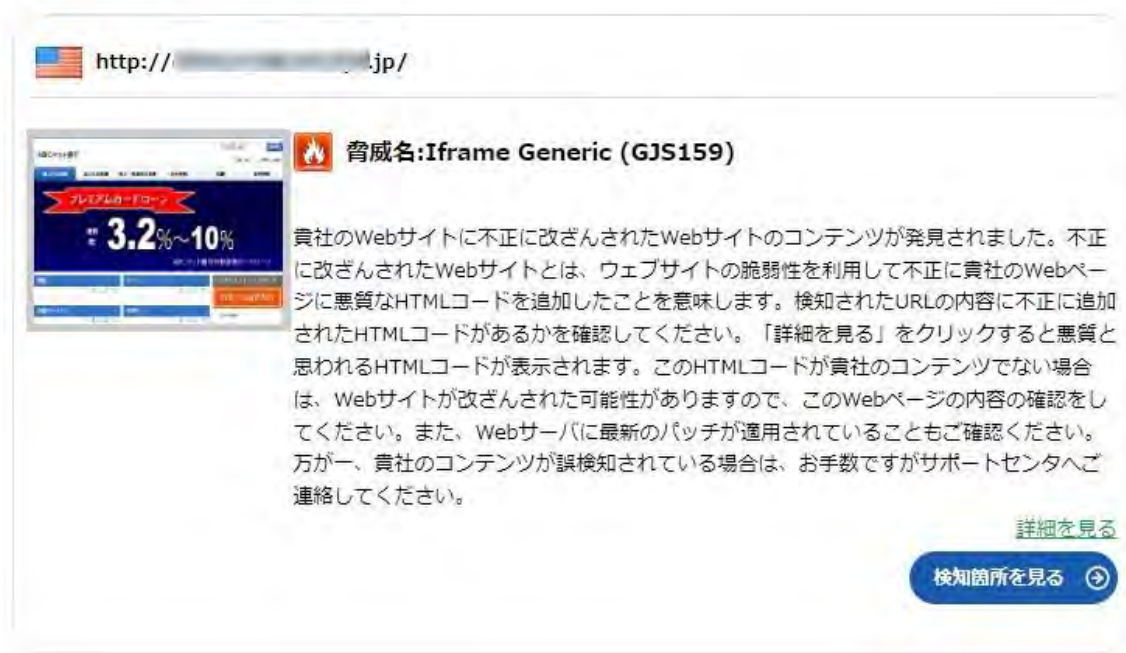 http:// .jp/
脅威名:Iframe Generic (GJS159)
プレミアムカードローン
3.2%～10%
貴社のWebサイトに不正に改ざんされたWebサイトのコンテンツが発見されました。不正
に改ざんされたWebサイトとは、ウェブサイトの脆弱性を利用して不正に貴社のWebペー
ジに悪質なHTMLコードを追加したことを意味します。検知されたURLの内容に不正に追加
されたHTMLコードがあるかを確認してください。「詳細を見る」をクリックすると悪質と
思われるHTMLコードが表示されます。このHTMLコードが貴社のコンテンツでない場合
は、Webサイトが改ざんされた可能性がありますので、このWebページの内容の確認をし
てください。また、Webサーバに最新のパッチが適用されていることもご確認ください。
万が一、貴社のコンテンツが誤検知されている場合は、お手数ですがサポートセンタへご
連絡してください。
詳細を見る
検知箇所を見る